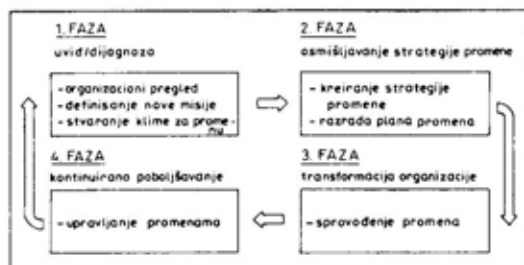 1. FAZA
uvid/dijagnoza
-organizacioni pregled
-definisanje nove misije
-stvaranje klime za prome-
nu
2. FAZA
osmišljavanje strategije promene
- kreiranje strategije
promene
- razrada plana promena
3. FAZA
transformacija organizacije
- sprovođenje promena
4. FAZA
kontinuirano poboljšavanje
-upravljanje promenama